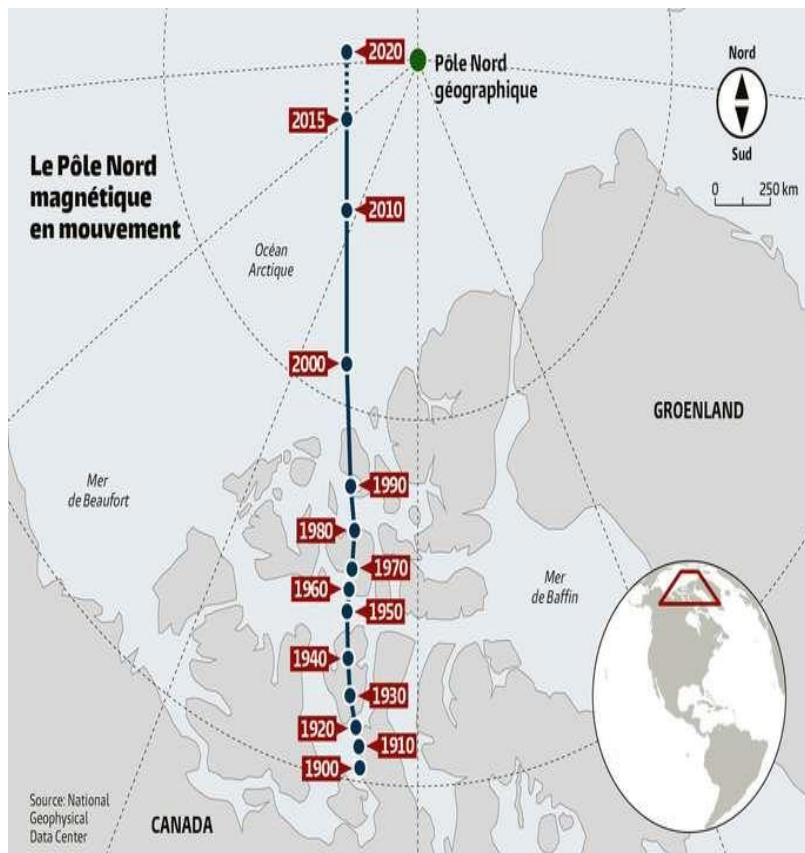 2020
Pôle Nord
géographique
Nord
Sud
0 250 km
2015
Le Pôle Nord
magnétique
en mouvement
2010
Océan
Arctique
2000
GROENLAND
Mer
de Beaufort
1990
1980
1970
1960
Mer
de Baffin
1950
1940
1930
1920
1910
1900
Source: National
Geophysical
Data Center
CANADA